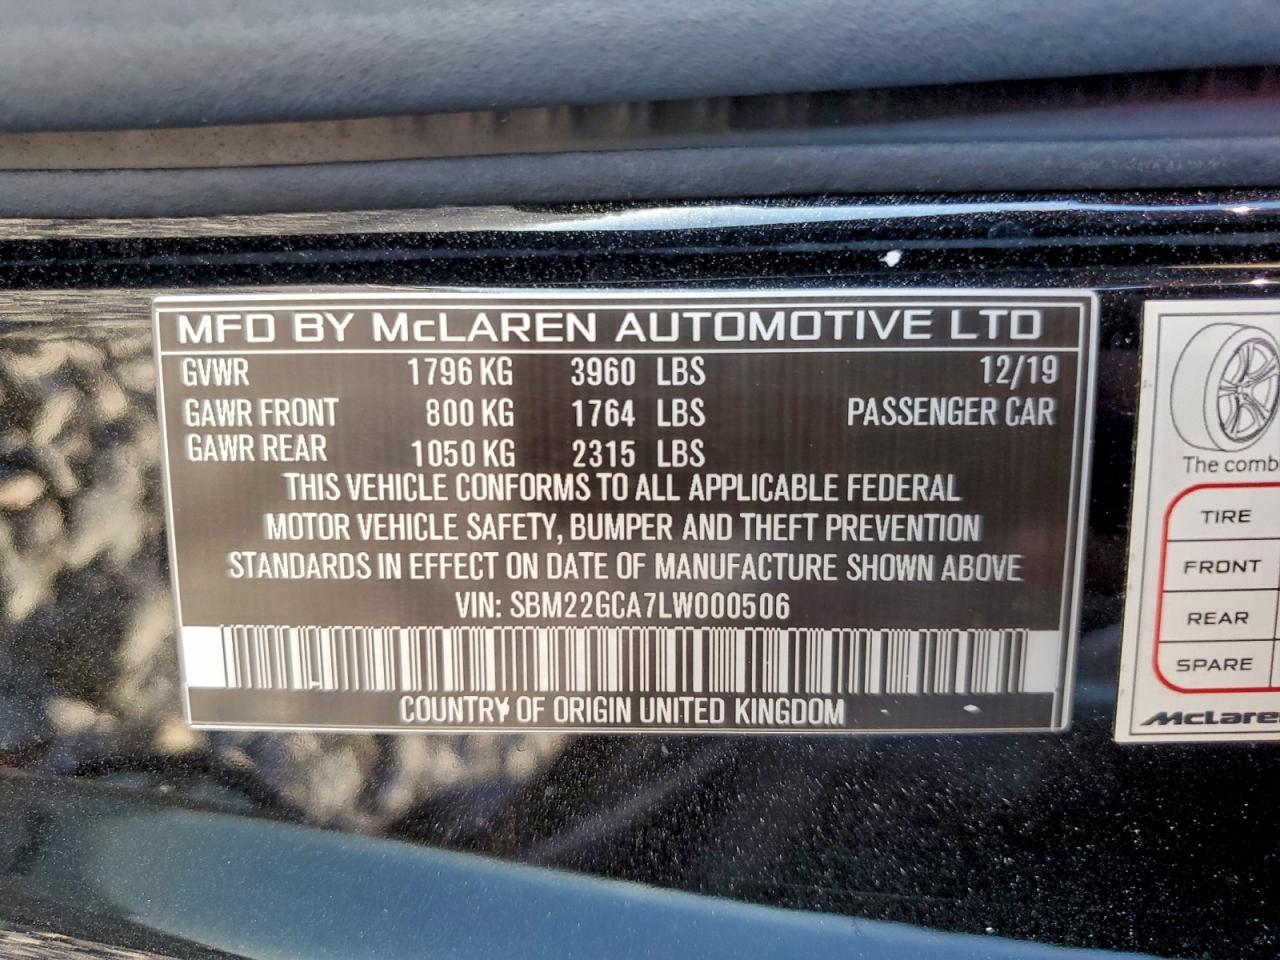 MFD BY McLAREN AUTOMOTIVE LTD
GVWR 1796 KG 3960 LBS 12/19
GAWR FRONT 800 KG 1764 LBS PASSENGER CAR
GAWR REAR 1050 KG 2315 LBS
THIS VEHICLE CONFORMS TO ALL APPLICABLE FEDERAL
MOTOR VEHICLE SAFETY, BUMPER AND THEFT PREVENTION
STANDARDS IN EFFECT ON DATE OF MANUFACTURE SHOWN ABOVE
VIN: SBM22GCA7LW000506
COUNTRY OF ORIGIN UNITED KINGDOM
The
TIRE
FRONT
REAR
SPARE